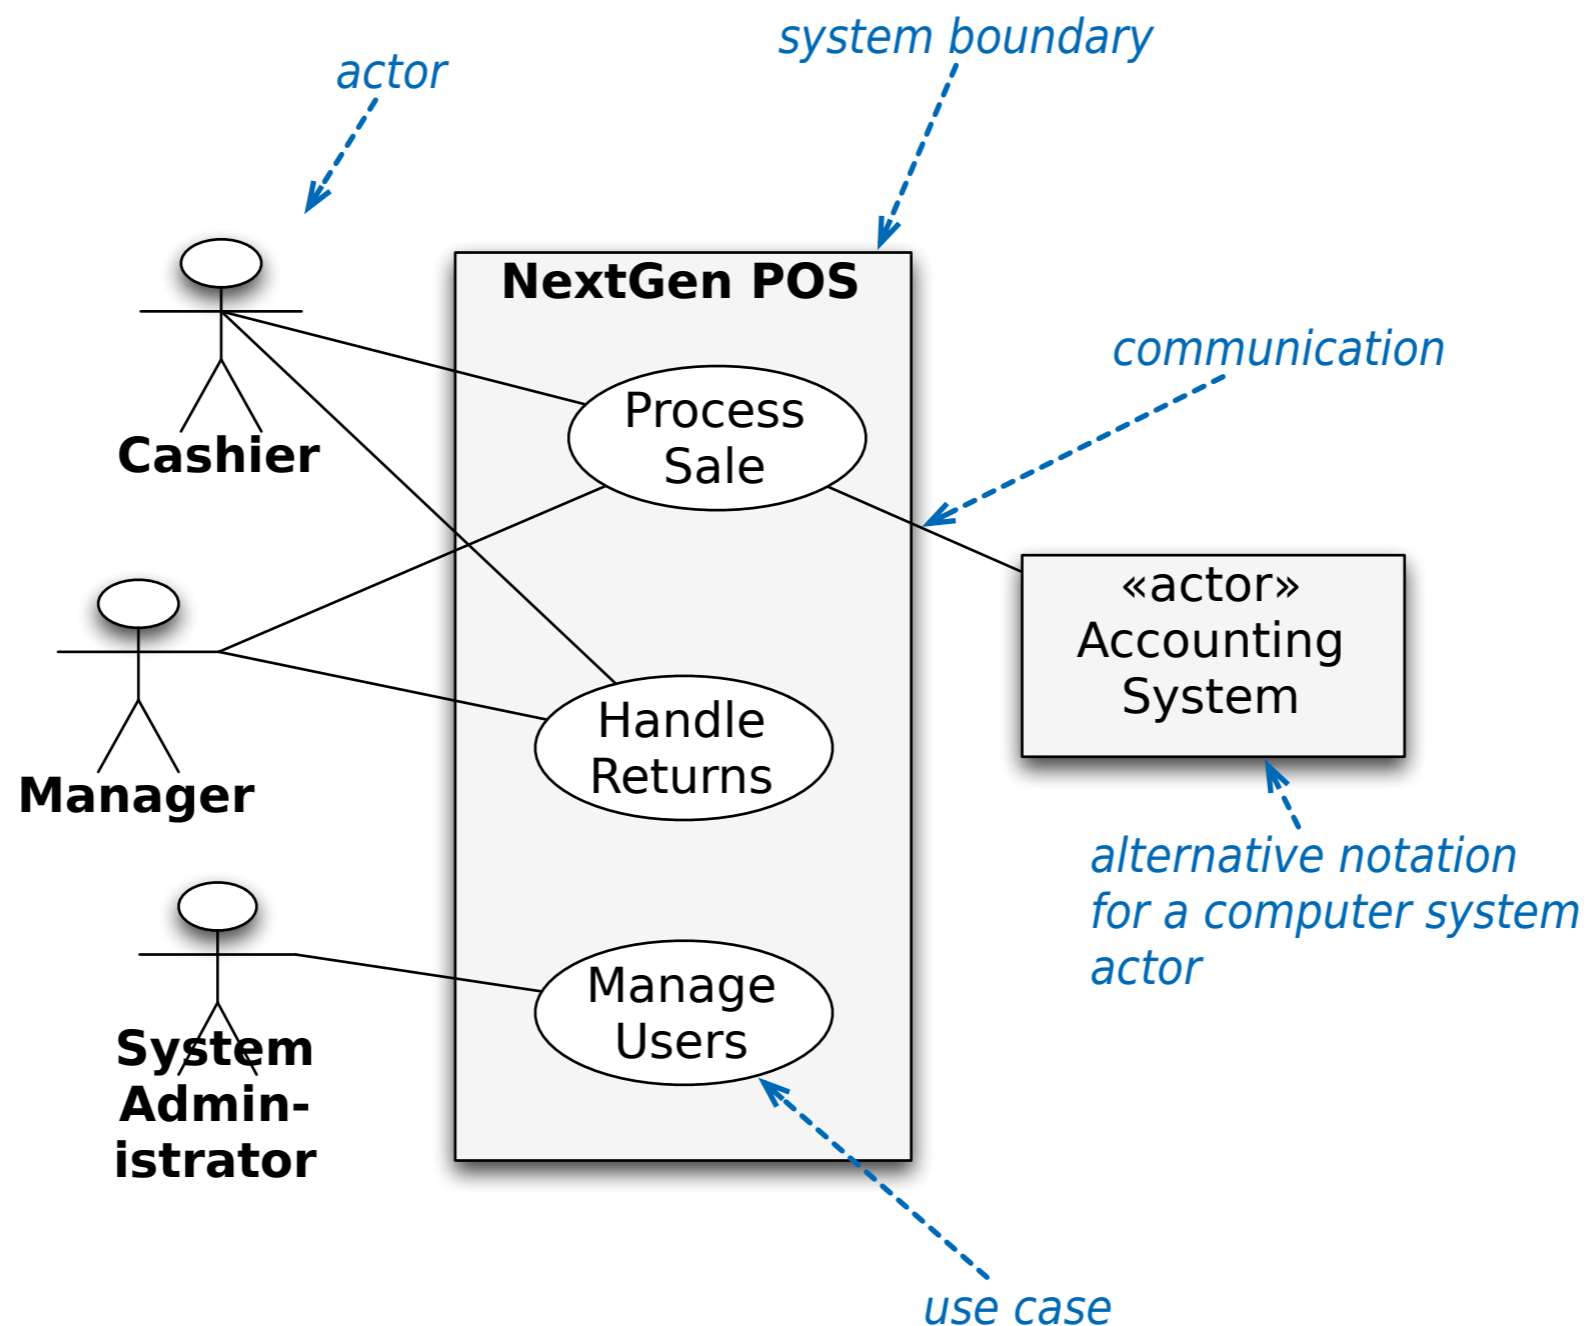 system boundary
actor
NextGen POS
communication
Process
Sale
Cashier
«actor»
Accounting
System
Handle
Returns
Manager
alternative notation
for a computer system
actor
Manage
Users
System
Admin-
istrator
use case